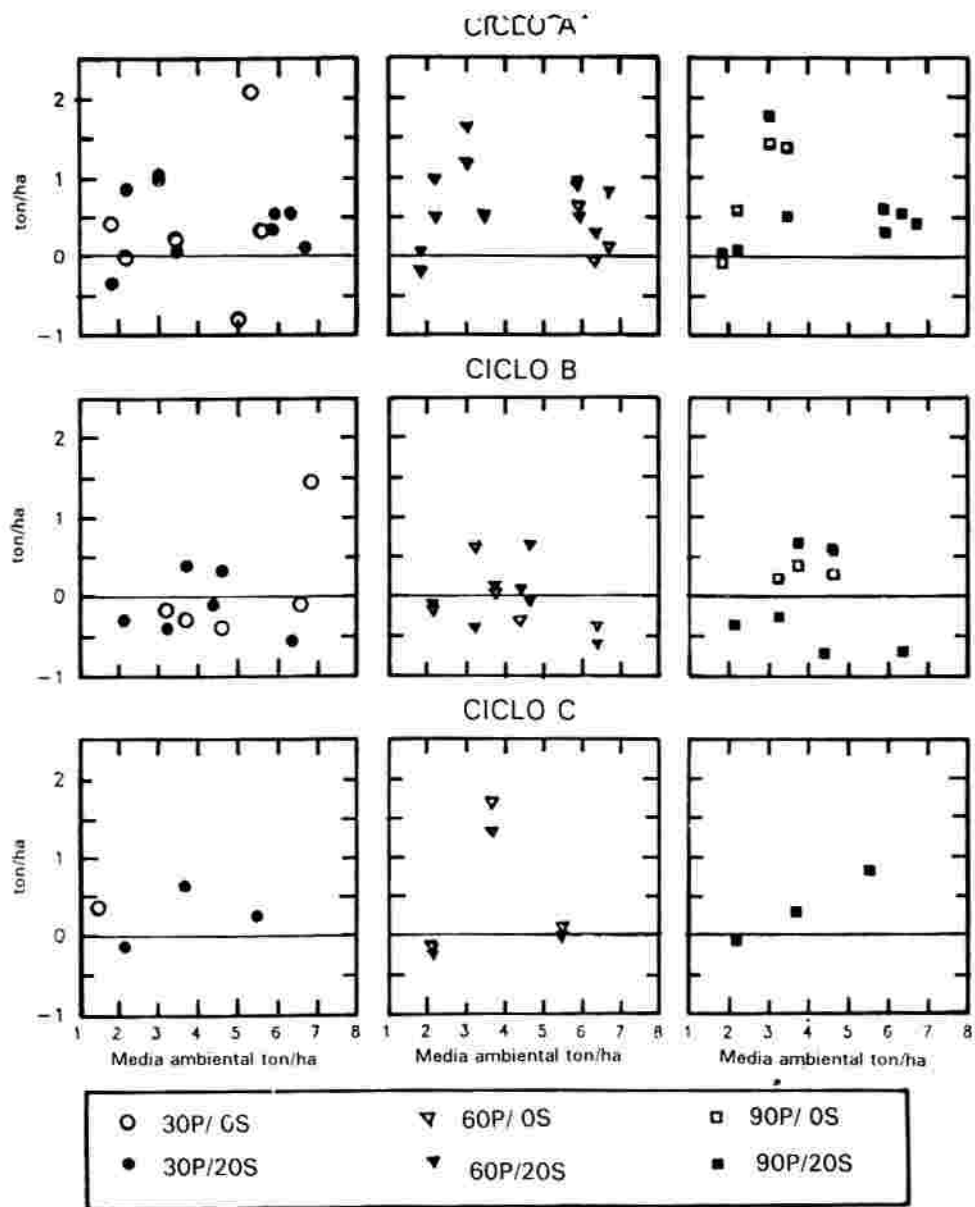 CICLO A
ton/ha
2
1
0
−1
CICLO B
ton/ha
2
1
0
−1
CICLO C
ton/ha
2
1
0
−1
1 2 3 4 5 6 7 8
1 2 3 4 5 6 7 8
1 2 3 4 5 6 7 8
Media ambiental ton/ha
Media ambiental ton/ha
Media ambiental ton/ha
30P/ 0S
60P/ 0S
90P/ 0S
30P/20S
60P/20S
90P/20S